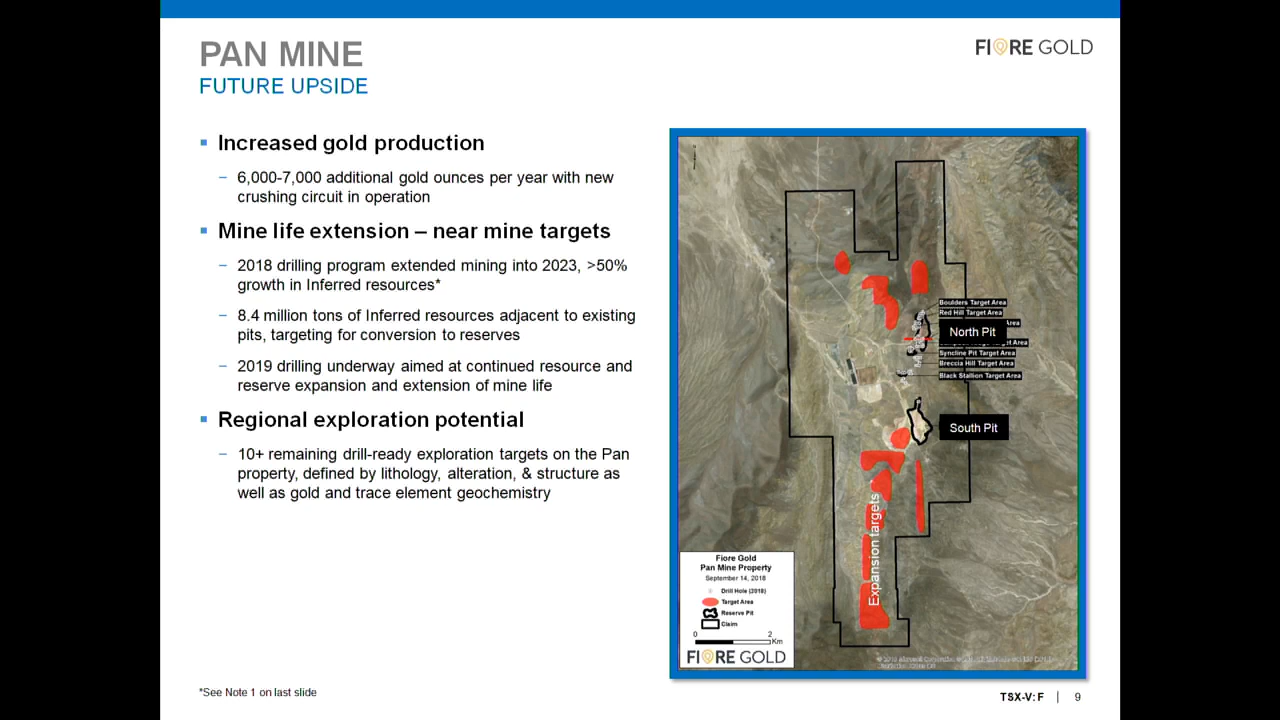 PAN MINE
FUTURE UPSIDE
FIORE GOLD
▪ Increased gold production
– 6,000-7,000 additional gold ounces per year with new
crushing circuit in operation
▪ Mine life extension – near mine targets
– 2018 drilling program extended mining into 2023, >50%
growth in Inferred resources*
– 8.4 million tons of Inferred resources adjacent to existing
pits, targeting for conversion to reserves
– 2019 drilling underway aimed at continued resource and
reserve expansion and extension of mine life
▪ Regional exploration potential
– 10+ remaining drill-ready exploration targets on the Pan
property, defined by lithology, alteration, & structure as
well as gold and trace element geochemistry
Boulders Target Area
Red Hill Target Area
North Pit
Syncline Pit Target Area
Breccia Hill Target Area
Black Stallion Target Area
South Pit
Expansion targets
Fiore Gold
Pan Mine Property
September 14, 2018
Drill Hole (2018)
Target Area
Reserve Pit
Claim
0 2
Km
FIORE GOLD
*See Note 1 on last slide
TSX-V: F | 9